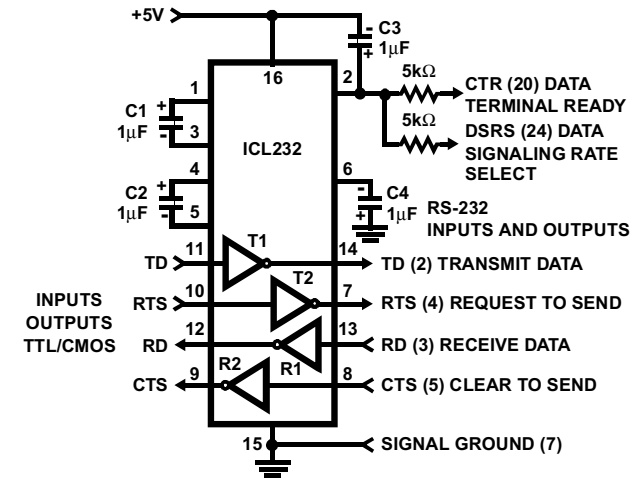 +5V
C3
1µF
-
+
16
1
2
5kΩ
CTR (20) DATA
TERMINAL READY
5kΩ
DSRS (24) DATA
SIGNALING RATE
SELECT
C1
1µF
+
-
3
ICL232
4
6
C2
1µF
+
-
5
-
+
C4
1µF
RS-232
INPUTS AND OUTPUTS
TD
11
T1
14
TD (2) TRANSMIT DATA
RTS
10
T2
7
RTS (4) REQUEST TO SEND
INPUTS
OUTPUTS
TTL/CMOS
RD
12
R1
13
RD (3) RECEIVE DATA
CTS
9
R2
8
CTS (5) CLEAR TO SEND
15
SIGNAL GROUND (7)